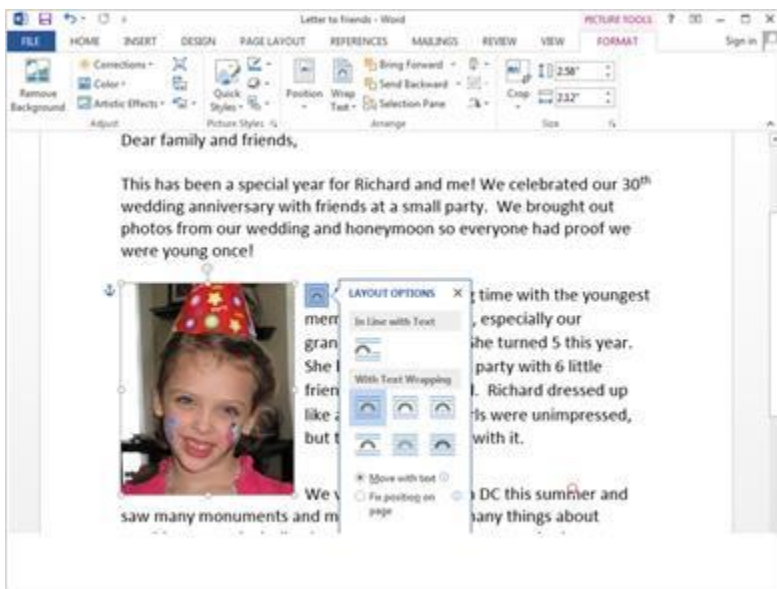 Letter to friends - Word
PICTURE TOOLS
?
FILE HOME INSERT DESIGN PAGE LAYOUT REFERENCES MAILINGS REVIEW VIEW FORMAT Sign in
Remove Background
Corrections
Color
Artistic Effects
Adjust
Quick Styles
Picture Styles
Position
Wrap Text
Bring Forward
Send Backward
Selection Pane
Arrange
Crop
2.58"
2.32"
Size
Dear family and friends,
This has been a special year for Richard and me! We celebrated our 30th
wedding anniversary with friends at a small party. We brought out
photos from our wedding and honeymoon so everyone had proof we
were young once!
LAYOUT OPTIONS
In Line with Text
With Text Wrapping
Move with text
Fix position on
page
time with the youngest
mem , especially our
gran he turned 5 this year.
She party with 6 little
frien . Richard dressed up
like rls were unimpressed,
but t with it.
We v DC this summer and
saw many monuments and m any things about